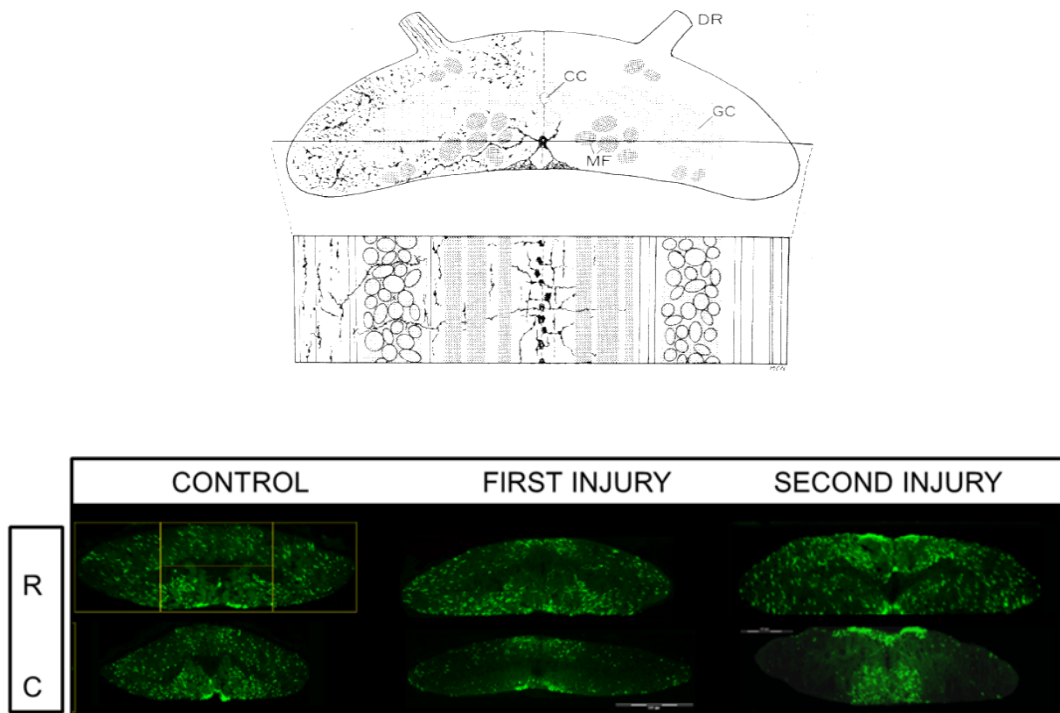 DR
CC
GC
MF
CONTROL
FIRST INJURY
SECOND INJURY
R
C